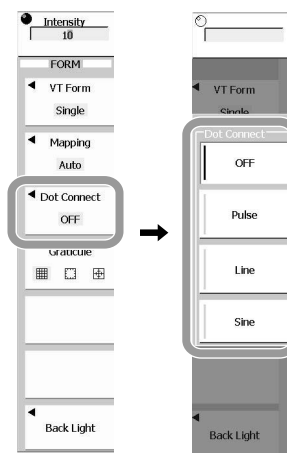 Intensity
10
FORM
VT Form
Single
Mapping
Auto
Dot Connect
OFF
Graticule
Back Light
VT Form
Single
Dot Connect
OFF
Pulse
Line
Sine
Back Light